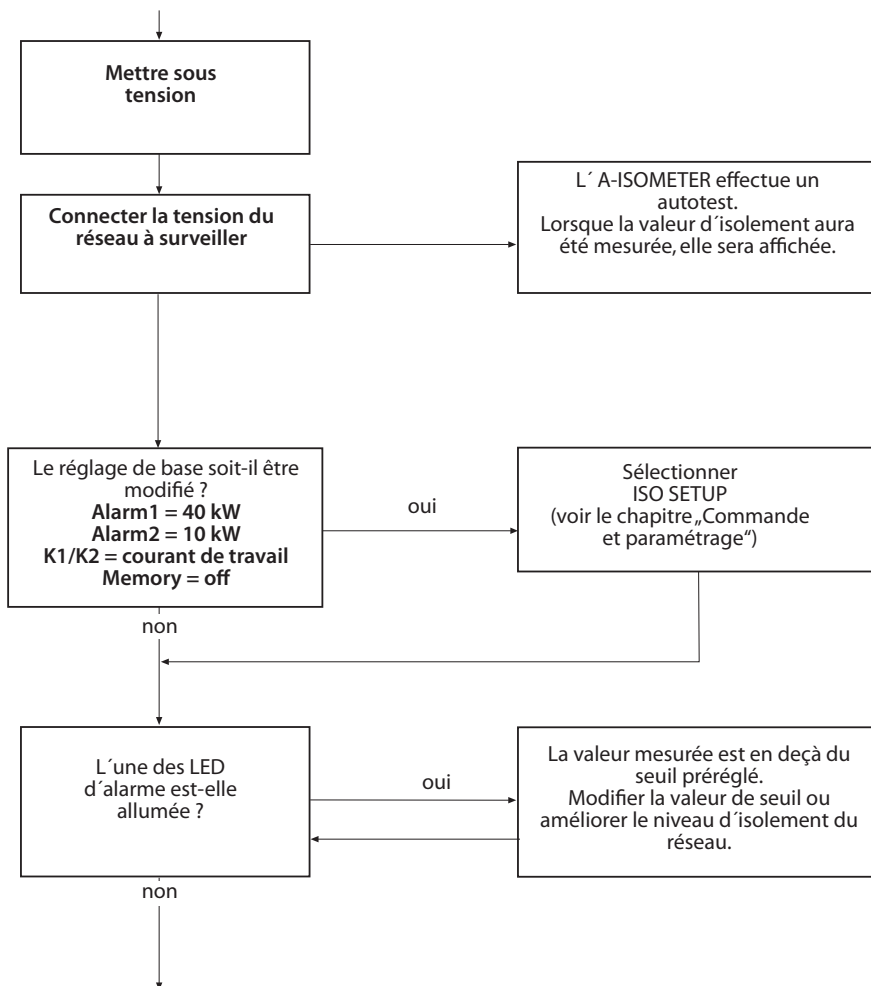 Mettre sous
tension
Connecter la tension du
réseau à surveiller
L´ A-ISOMETER effectue un
autotest.
Lorsque la valeur d´isolement aura
été mesurée, elle sera affichée.
Le réglage de base soit-il être
modifié ?
Alarm1 = 40 kW
Alarm2 = 10 kW
K1/K2 = courant de travail
Memory = off
oui
Sélectionner
ISO SETUP
(voir le chapitre „Commande
et paramétrage“)
non
L´une des LED
d´alarme est-elle
allumée ?
oui
La valeur mesurée est en deçà du
seuil préréglé.
Modifier la valeur de seuil ou
améliorer le niveau d´isolement du
réseau.
non